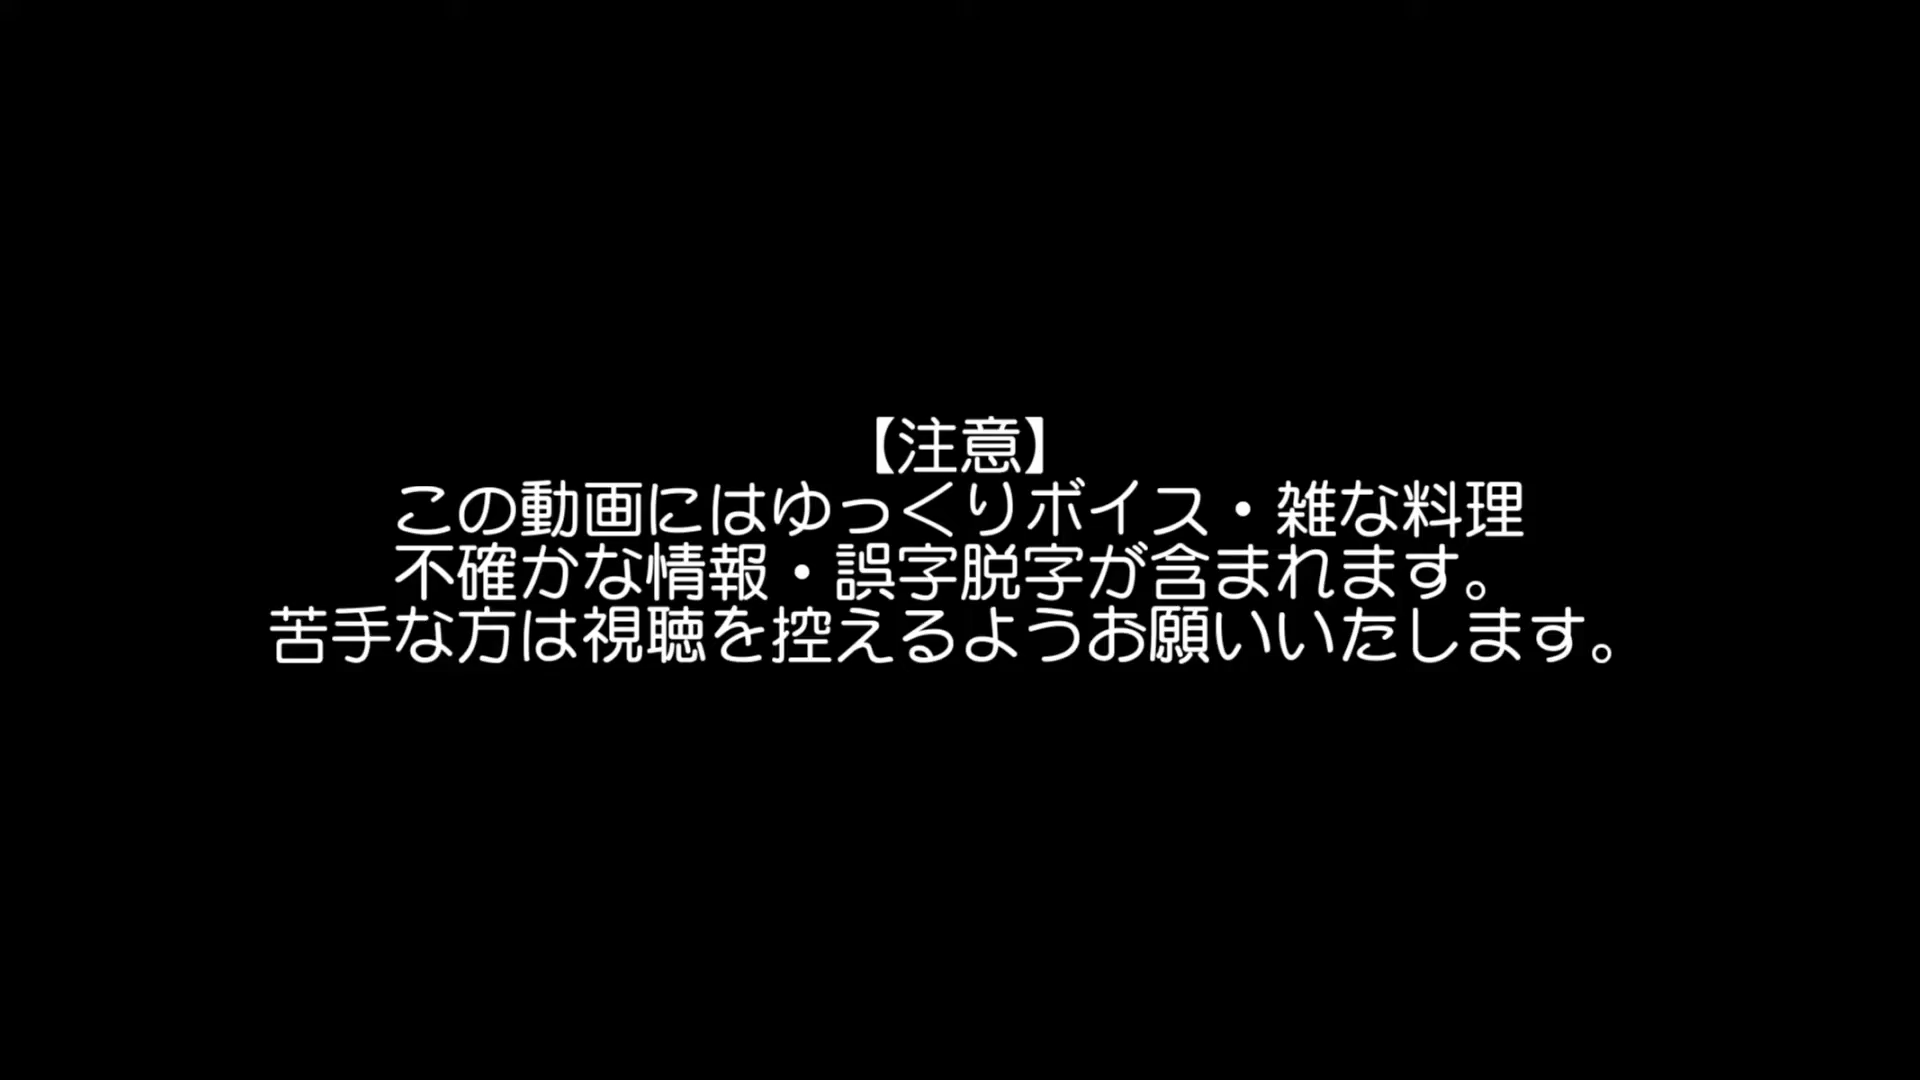 【注意】
この動画にはゆっくりボイス・雑な料理
不確かな情報・誤字脱字が含まれます。
苦手な方は視聴を控えるようお願いいたします。